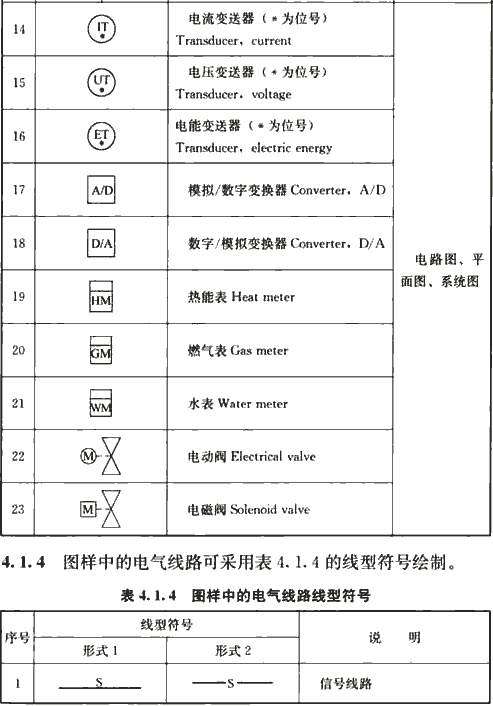 14
IT
*
电流变送器（*为位号）
Transducer, current
15
UT
*
电压变送器（*为位号）
Transducer, voltage
16
ET
*
电能变送器（*为位号）
Transducer, electric energy
17
A/D
模拟/数字变换器 Converter, A/D
18
D/A
数字/模拟变换器 Converter, D/A
电路图、平
面图、系统图
19
HM
热能表 Heat meter
20
GM
燃气表 Gas meter
21
WM
水表 Water meter
22
M
电动阀 Electrical valve
23
M
电磁阀 Solenoid valve
4.1.4 图样中的电气线路可采用表 4.1.4 的线型符号绘制。
表 4.1.4 图样中的电气线路线型符号
序号
线型符号
说 明
形式 1
形式 2
1
S
S
信号线路